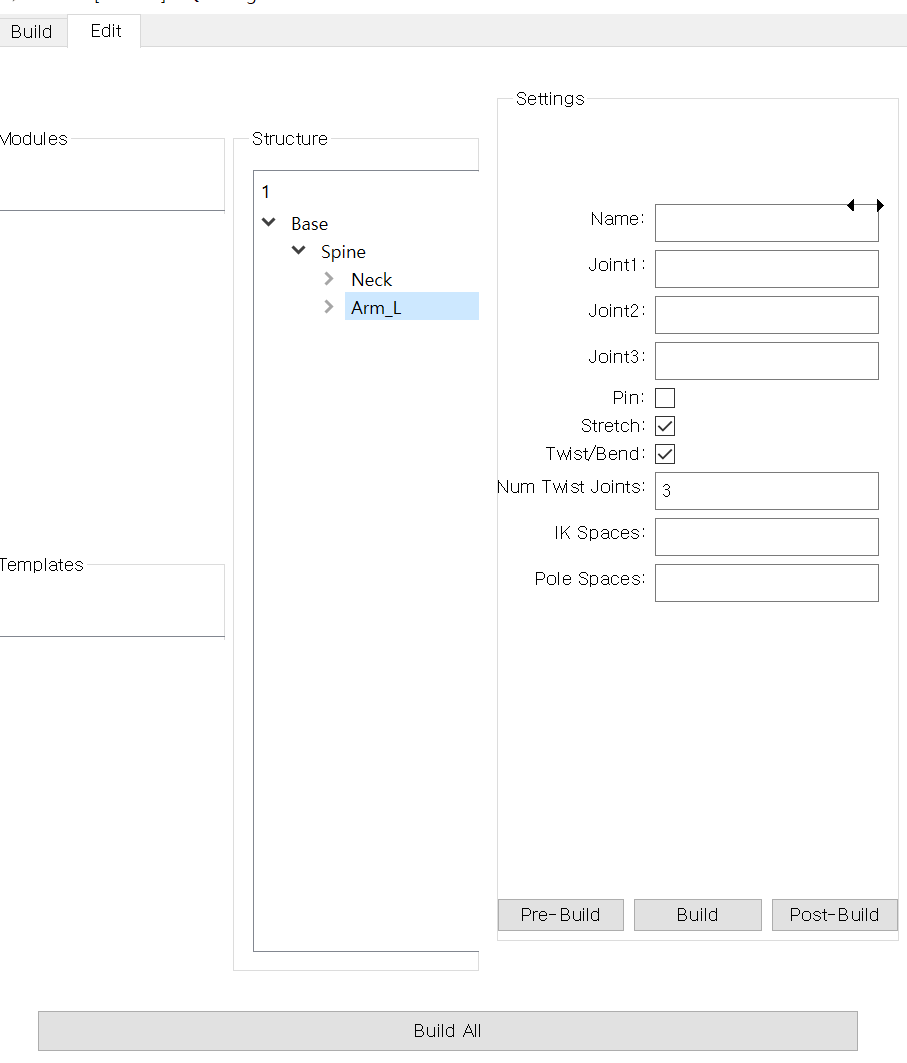 Build Edit
Modules
Templates
Structure
1
Base
Spine
Neck
Arm_L
Settings
Name:
Joint1:
Joint2:
Joint3:
Pin:
Stretch:
Twist/Bend:
Num Twist Joints: 3
IK Spaces:
Pole Spaces:
Pre-Build Build Post-Build
Build All